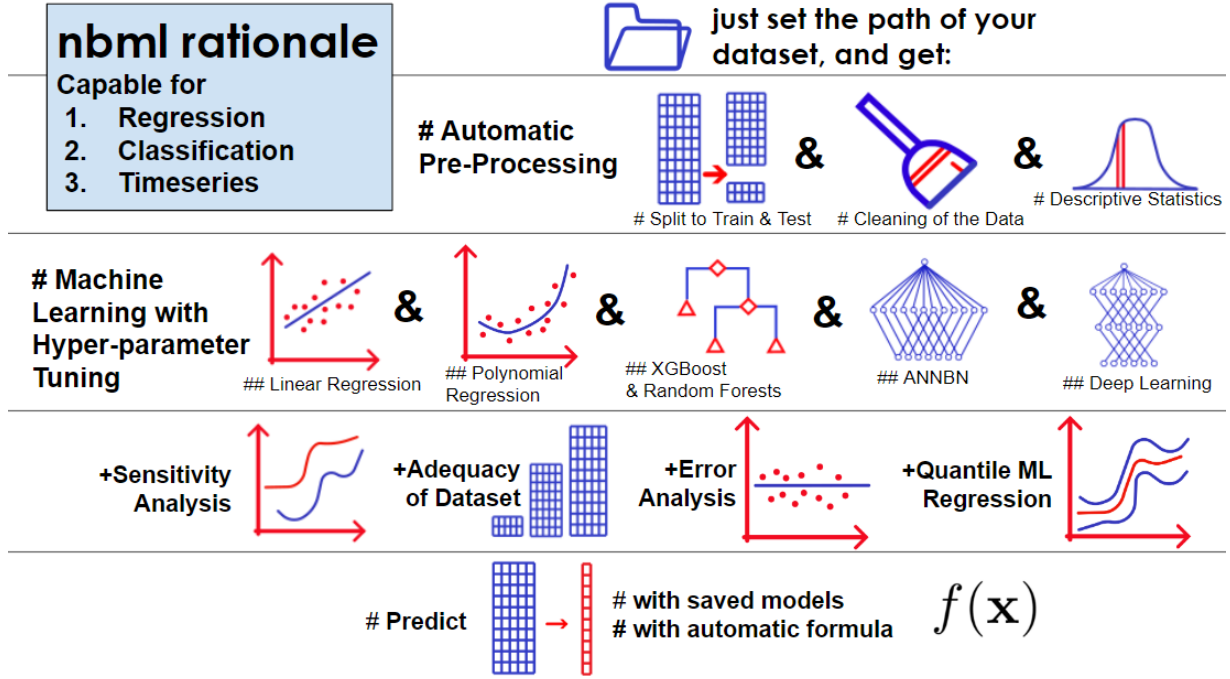 nbml rationale
Capable for
1. Regression
2. Classification
3. Timeseries
just set the path of your
dataset, and get:
# Automatic
Pre-Processing
&
&
# Split to Train & Test
# Cleaning of the Data
# Descriptive Statistics
# Machine
Learning with
Hyper-parameter
Tuning
&
&
&
&
## Linear Regression
## Polynomial
Regression
## XGBoost
& Random Forests
## ANNBN
## Deep Learning
+Sensitivity
Analysis
+Adequacy
of Dataset
+Error
Analysis
+Quantile ML
Regression
# Predict
# with saved models
# with automatic formula
f(x)